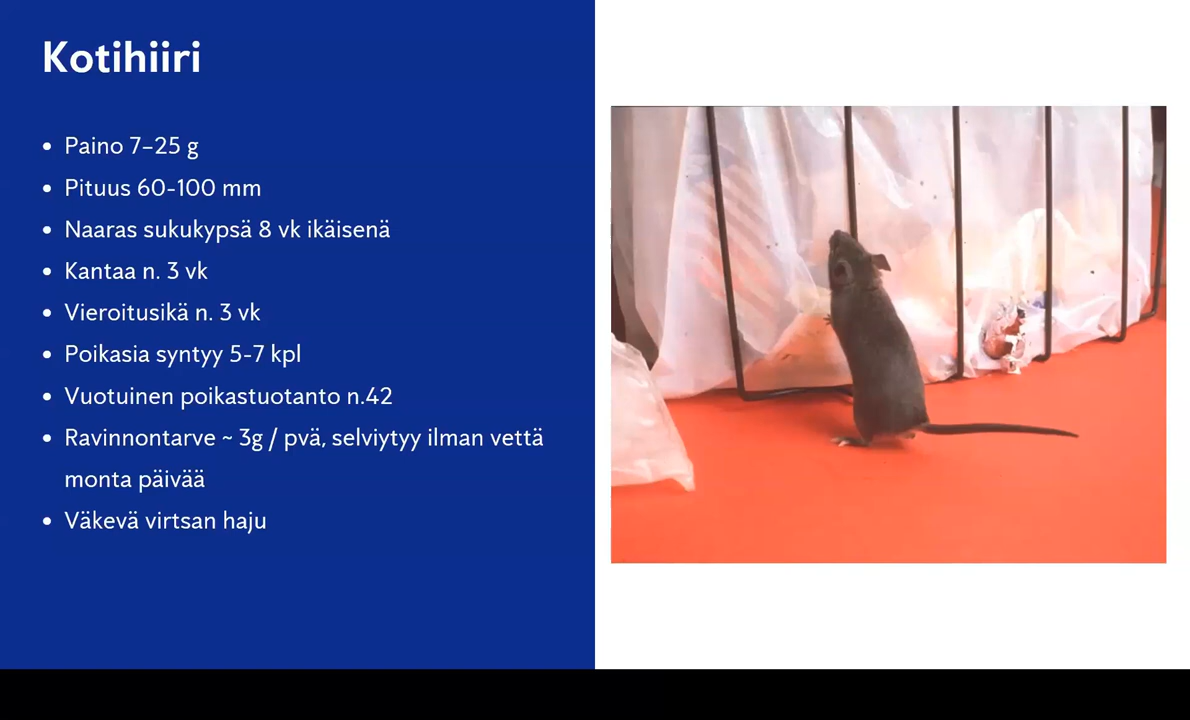 Kotihiiri
• Paino 7–25 g
• Pituus 60-100 mm
• Naaras sukukypsä 8 vk ikäisenä
• Kantaa n. 3 vk
• Vieroitusikä n. 3 vk
• Poikasia syntyy 5-7 kpl
• Vuotuinen poikastuotanto n.42
• Ravinnontarve ~ 3g / pvä, selviytyy ilman vettä
monta päivää
• Väkevä virtsan haju